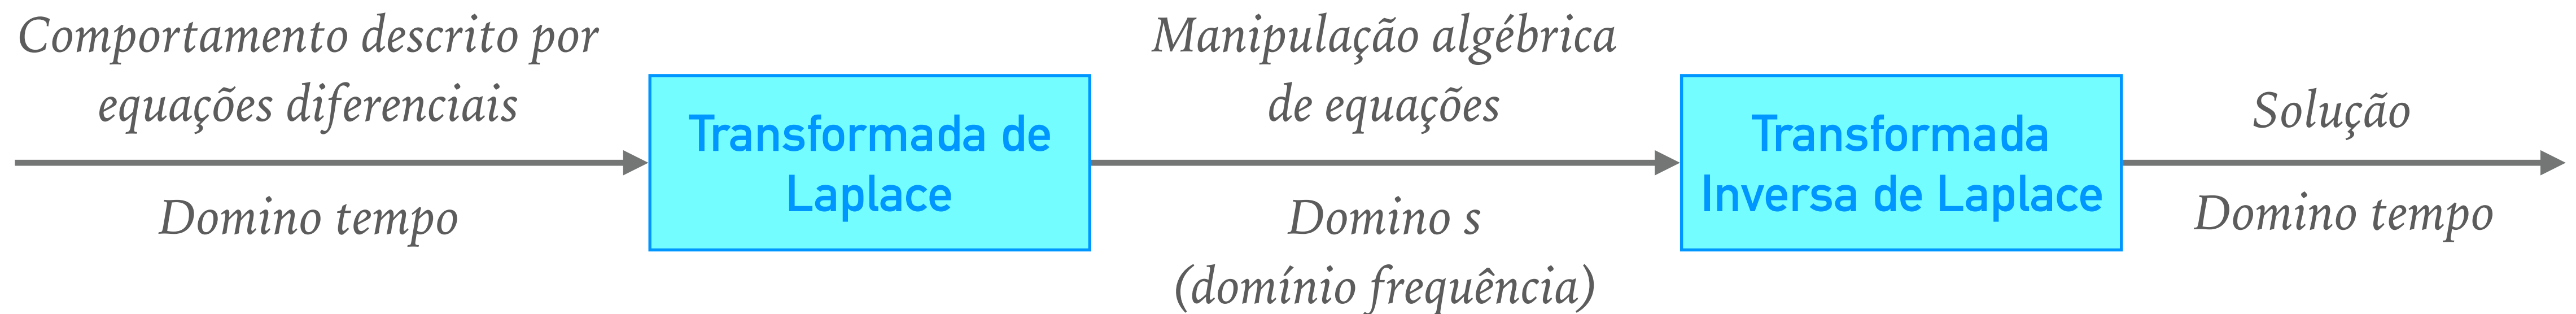 Comportamento descrito por
equações diferenciais
Domino tempo
Transformada de
Laplace
Manipulação algébrica
de equações
Domino s
(domínio frequência)
Transformada
Inversa de Laplace
Solução
Domino tempo